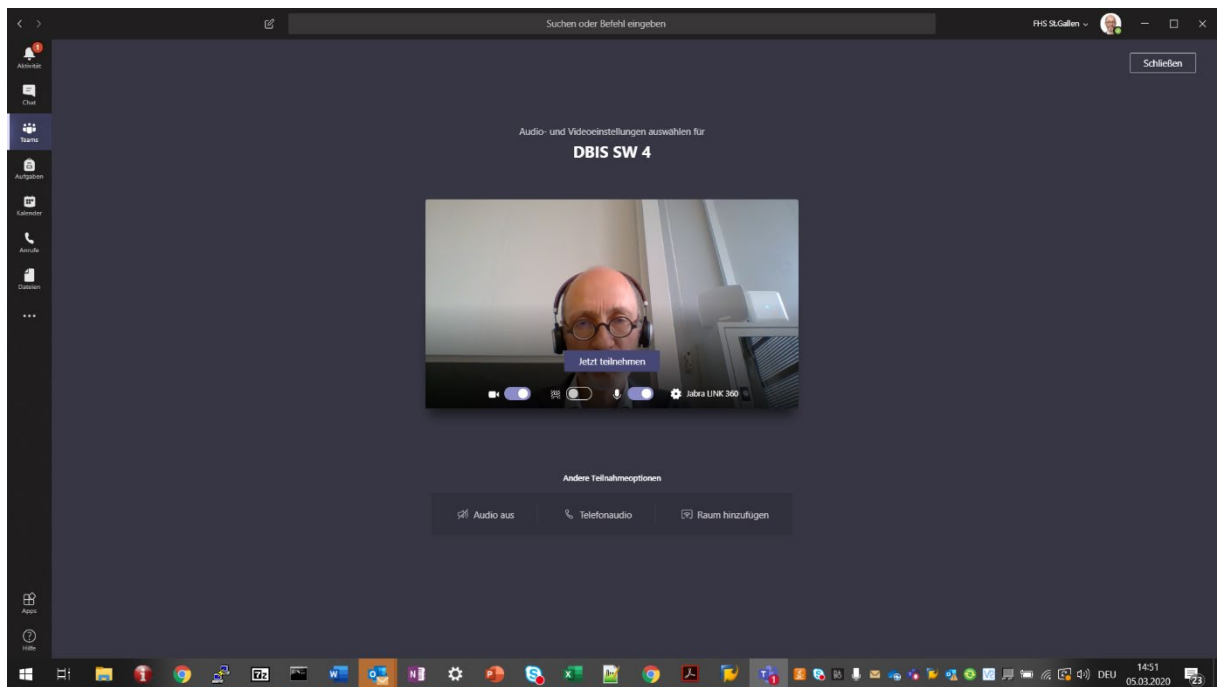 Suchen oder Befehl eingeben
FHS St.Gallen
1
Aktivität
Chat
Teams
Aufgaben
Kalender
Anrufe
Dateien
Schließen
Audio- und Videoeinstellungen auswählen für
DBIS SW 4
Jetzt teilnehmen
Jabra LINK 360
Andere Teilnahmeoptionen
Audio aus
Telefonaudio
Raum hinzufügen
Apps
Hilfe
DEU
14:51
05.03.2020
23